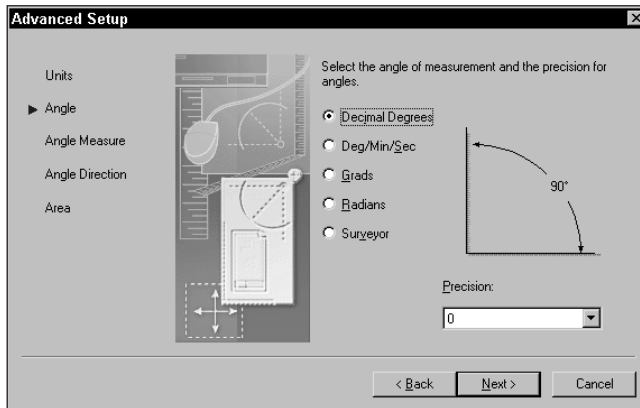 Advanced Setup
Units
Angle
Angle Measure
Angle Direction
Area
Select the angle of measurement and the precision for
angles.
Decimal Degrees
Deg/Min/Sec
Grads
Radians
Surveyor
90°
Precision:
0
< Back
Next >
Cancel